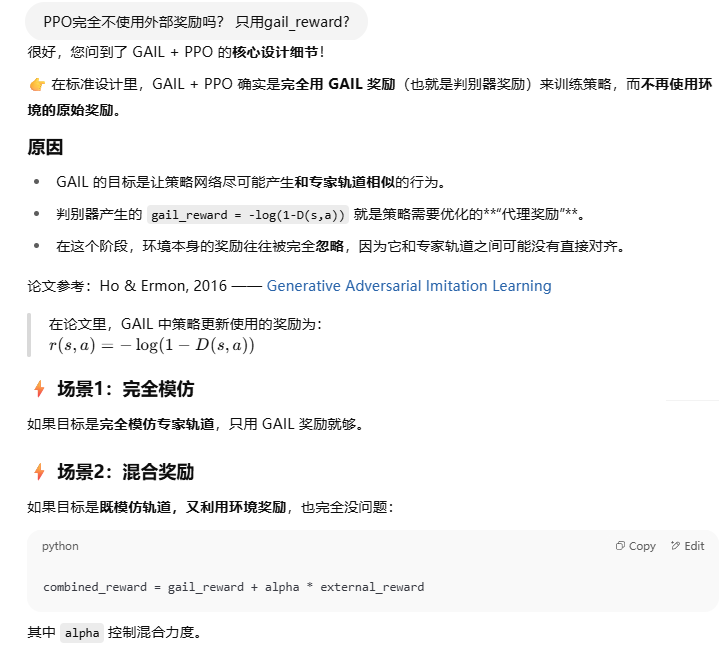 PPO完全不使用外部奖励吗？ 只用gail_reward?
很好，您问到了 GAIL + PPO 的核心设计细节！
👉 在标准设计里，GAIL + PPO 确实是完全用 GAIL 奖励（也就是判别器奖励）来训练策略，而不再使用环
境的原始奖励。
原因
• GAIL 的目标是让策略网络尽可能产生和专家轨道相似的行为。
• 判别器产生的 gail_reward = -log(1-D(s,a)) 就是策略需要优化的**“代理奖励”**。
• 在这个阶段，环境本身的奖励往往被完全忽略，因为它和专家轨道之间可能没有直接对齐。
论文参考：Ho & Ermon, 2016 —— Generative Adversarial Imitation Learning
在论文里，GAIL 中策略更新使用的奖励为：
r(s, a) = − log(1 − D(s, a))
⚡ 场景1：完全模仿
如果目标是完全模仿专家轨道，只用 GAIL 奖励就够。
⚡ 场景2：混合奖励
如果目标是既模仿轨道，又利用环境奖励，也完全没问题：
python Copy Edit
combined_reward = gail_reward + alpha * external_reward
其中 alpha 控制混合力度。